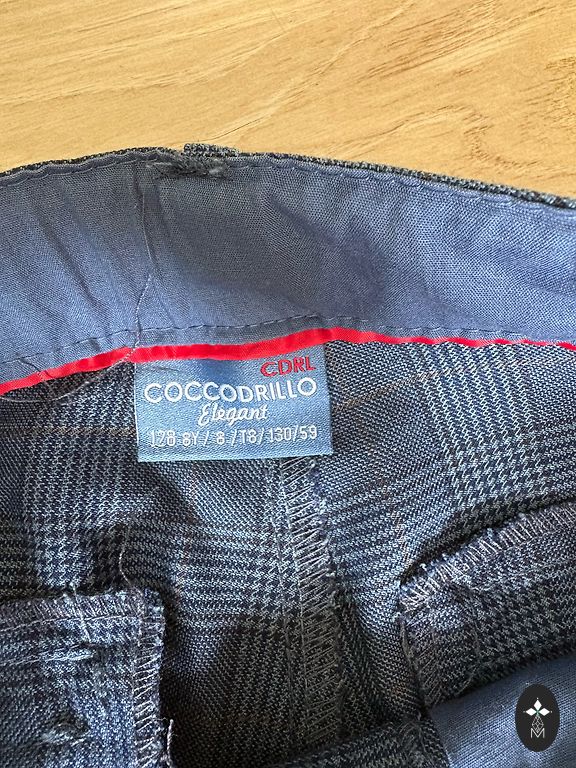 CDRL
COCCODRILLO
Elegant
128.8Y/8/T8/130/59
M